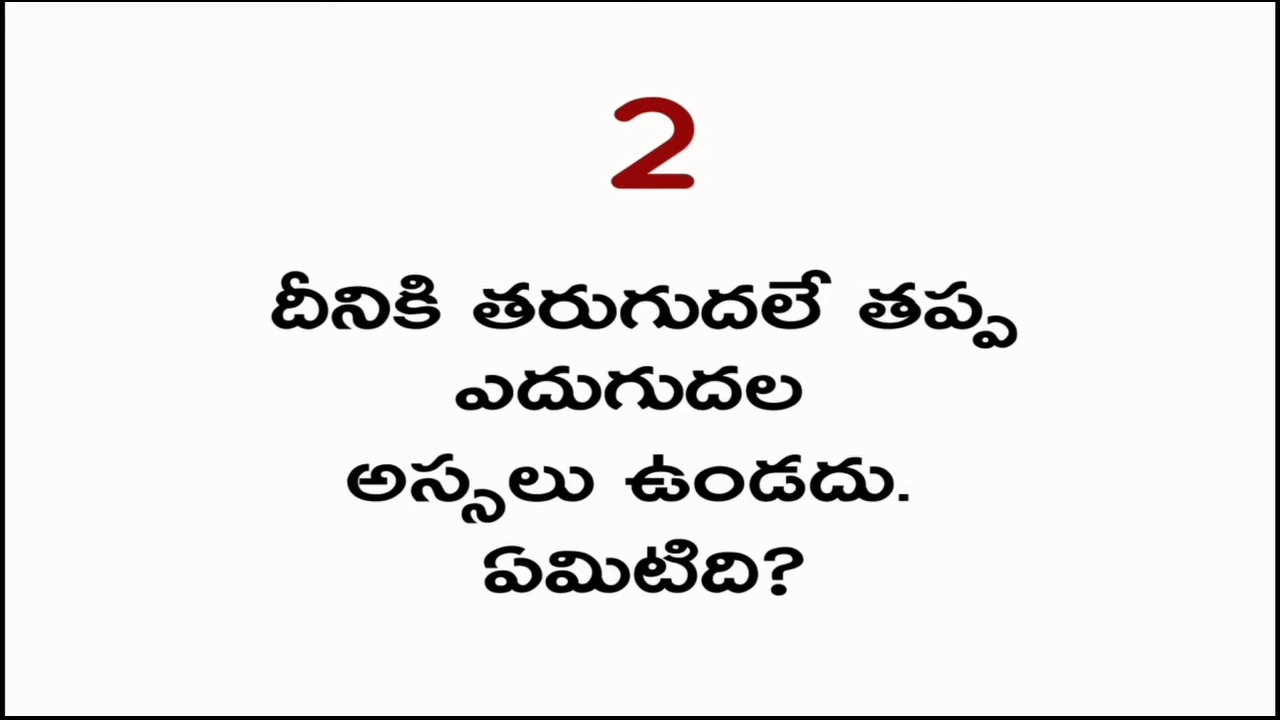 2
దీనికి తరుగుదలే తప్ప
ఎదుగుదల
అస్సలు ఉండదు.
ఏమిటిది?